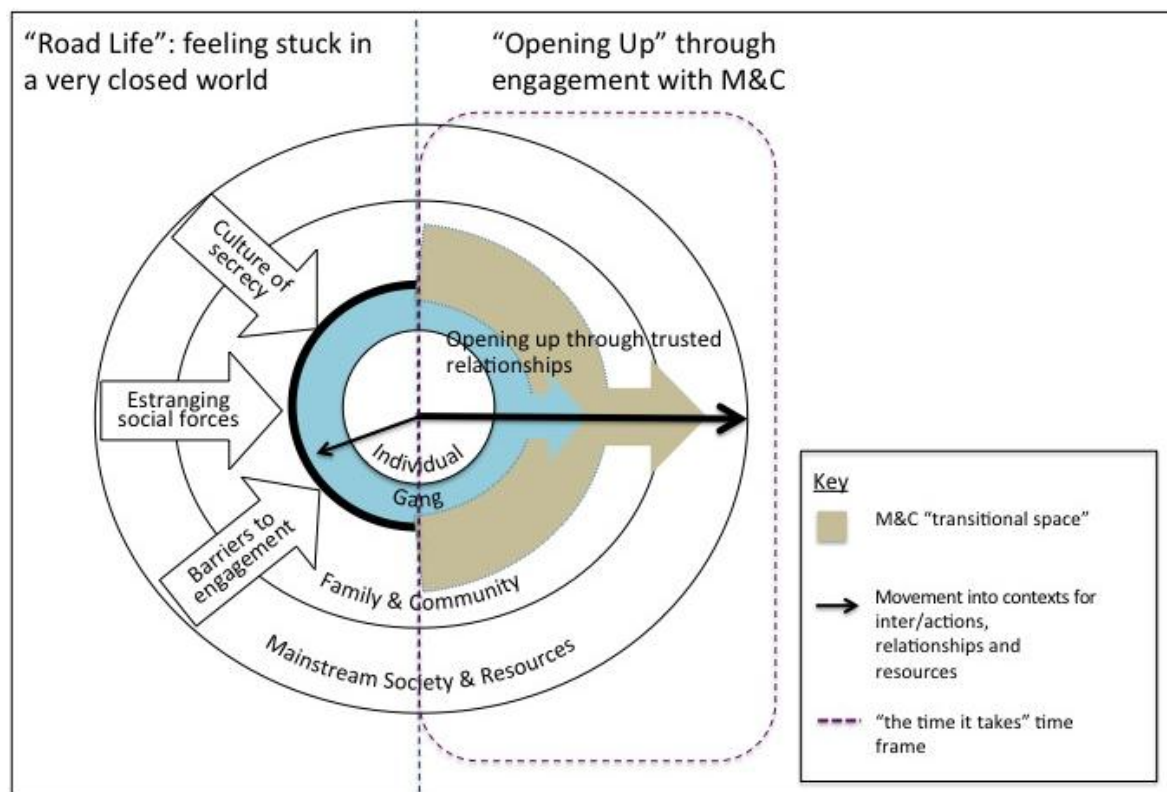 “Road Life”: feeling stuck in
a very closed world
“Opening Up” through
engagement with M&C
Culture of
secrecy
Estranging
social forces
Barriers to
engagement
Opening up through trusted
relationships
Individual
Gang
Family & Community
Mainstream Society & Resources
Key
M&C “transitional space”
Movement into contexts for
inter/actions,
relationships and
resources
“the time it takes” time
frame